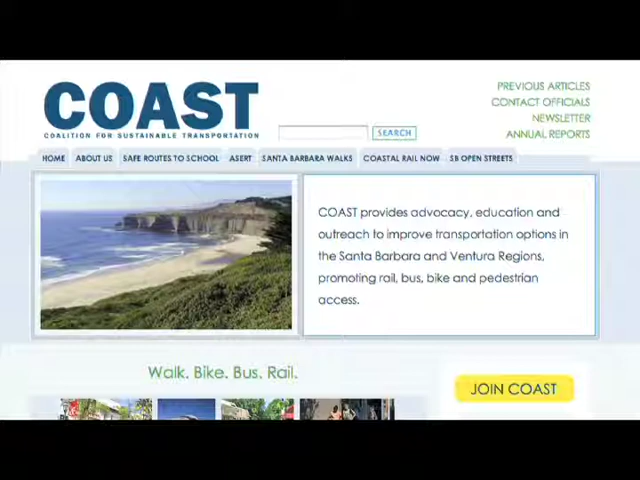 COAST
COALITION FOR SUSTAINABLE TRANSPORTATION
SEARCH
PREVIOUS ARTICLES
CONTACT OFFICIALS
NEWSLETTER
ANNUAL REPORTS
HOME ABOUT US SAFE ROUTES TO SCHOOL ASERT SANTA BARBARA WALKS COASTAL RAIL NOW SB OPEN STREETS
COAST provides advocacy, education and
outreach to improve transportation options in
the Santa Barbara and Ventura Regions,
promoting rail, bus, bike and pedestrian
access.
Walk. Bike. Bus. Rail.
JOIN COAST